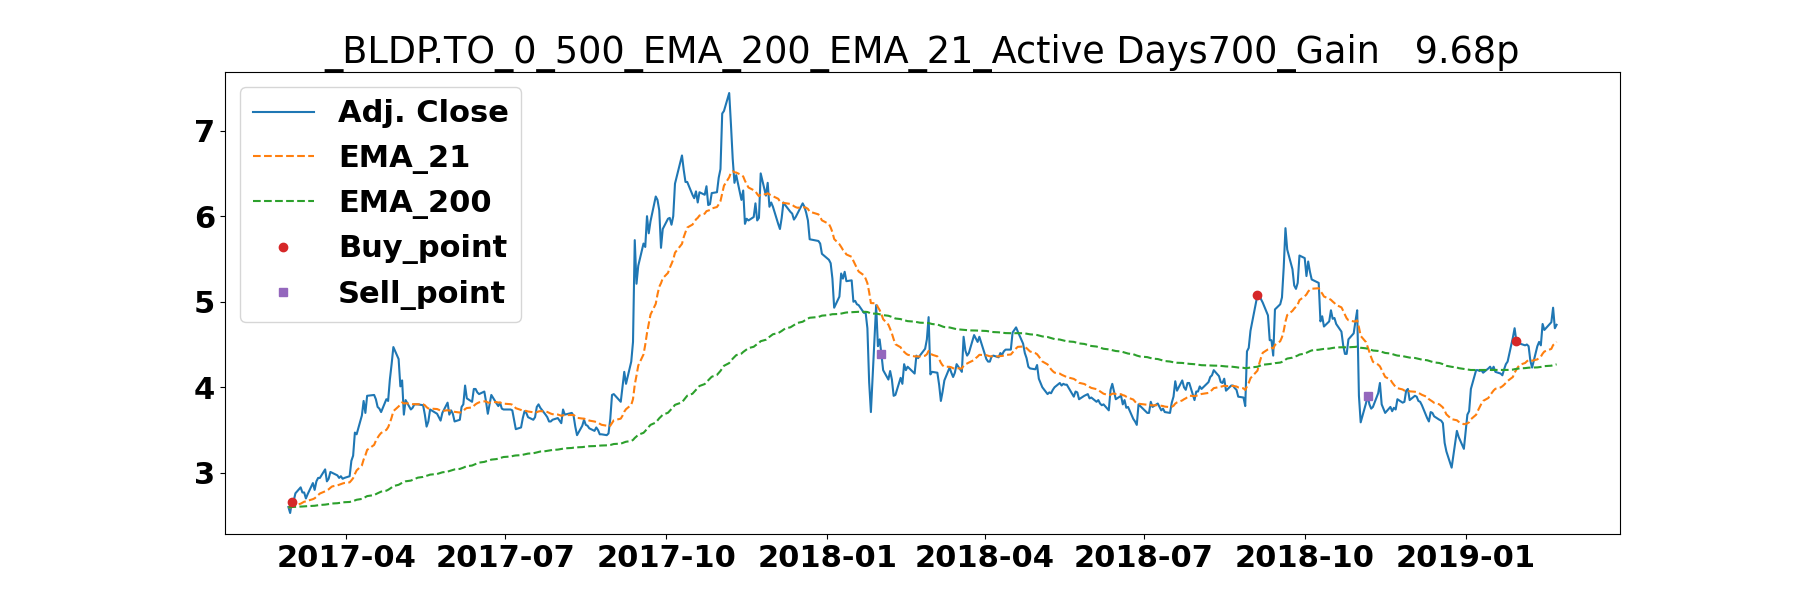 _BLDP.TO_0_500_EMA_200_EMA_21_Active Days700_Gain   9.68p
Adj. Close
EMA_21
EMA_200
Buy_point
Sell_point
7
6
5
4
3
2017-04 2017-07 2017-10 2018-01 2018-04 2018-07 2018-10 2019-01